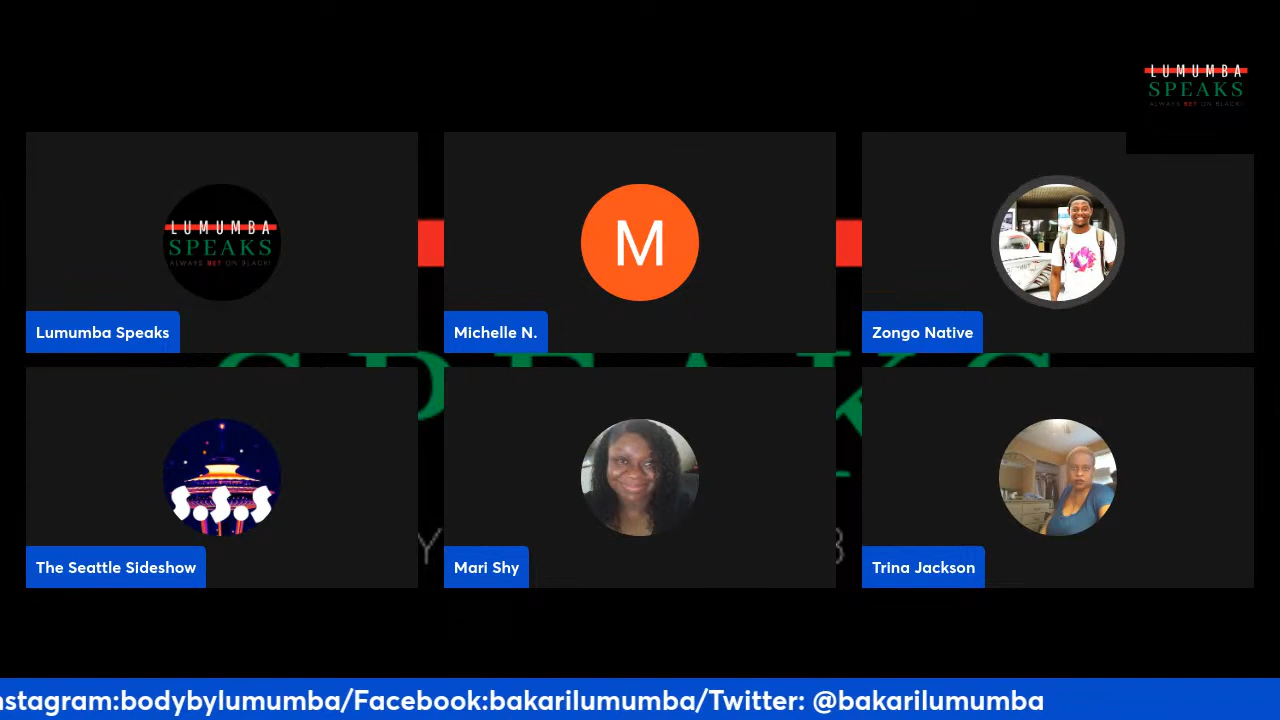 LUMUMBA
SPEAKS
ALWAYS BET ON BLACK!
LUMUMBA
SPEAKS
ALWAYS BET ON BLACK!
M
Lumumba Speaks
Michelle N.
Zongo Native
SPEAKS
S.S.S
The Seattle Sideshow
Mari Shy
Trina Jackson
nstagram:bodybylumumba/Facebook:bakarilumumba/Twitter: @bakarilumumba